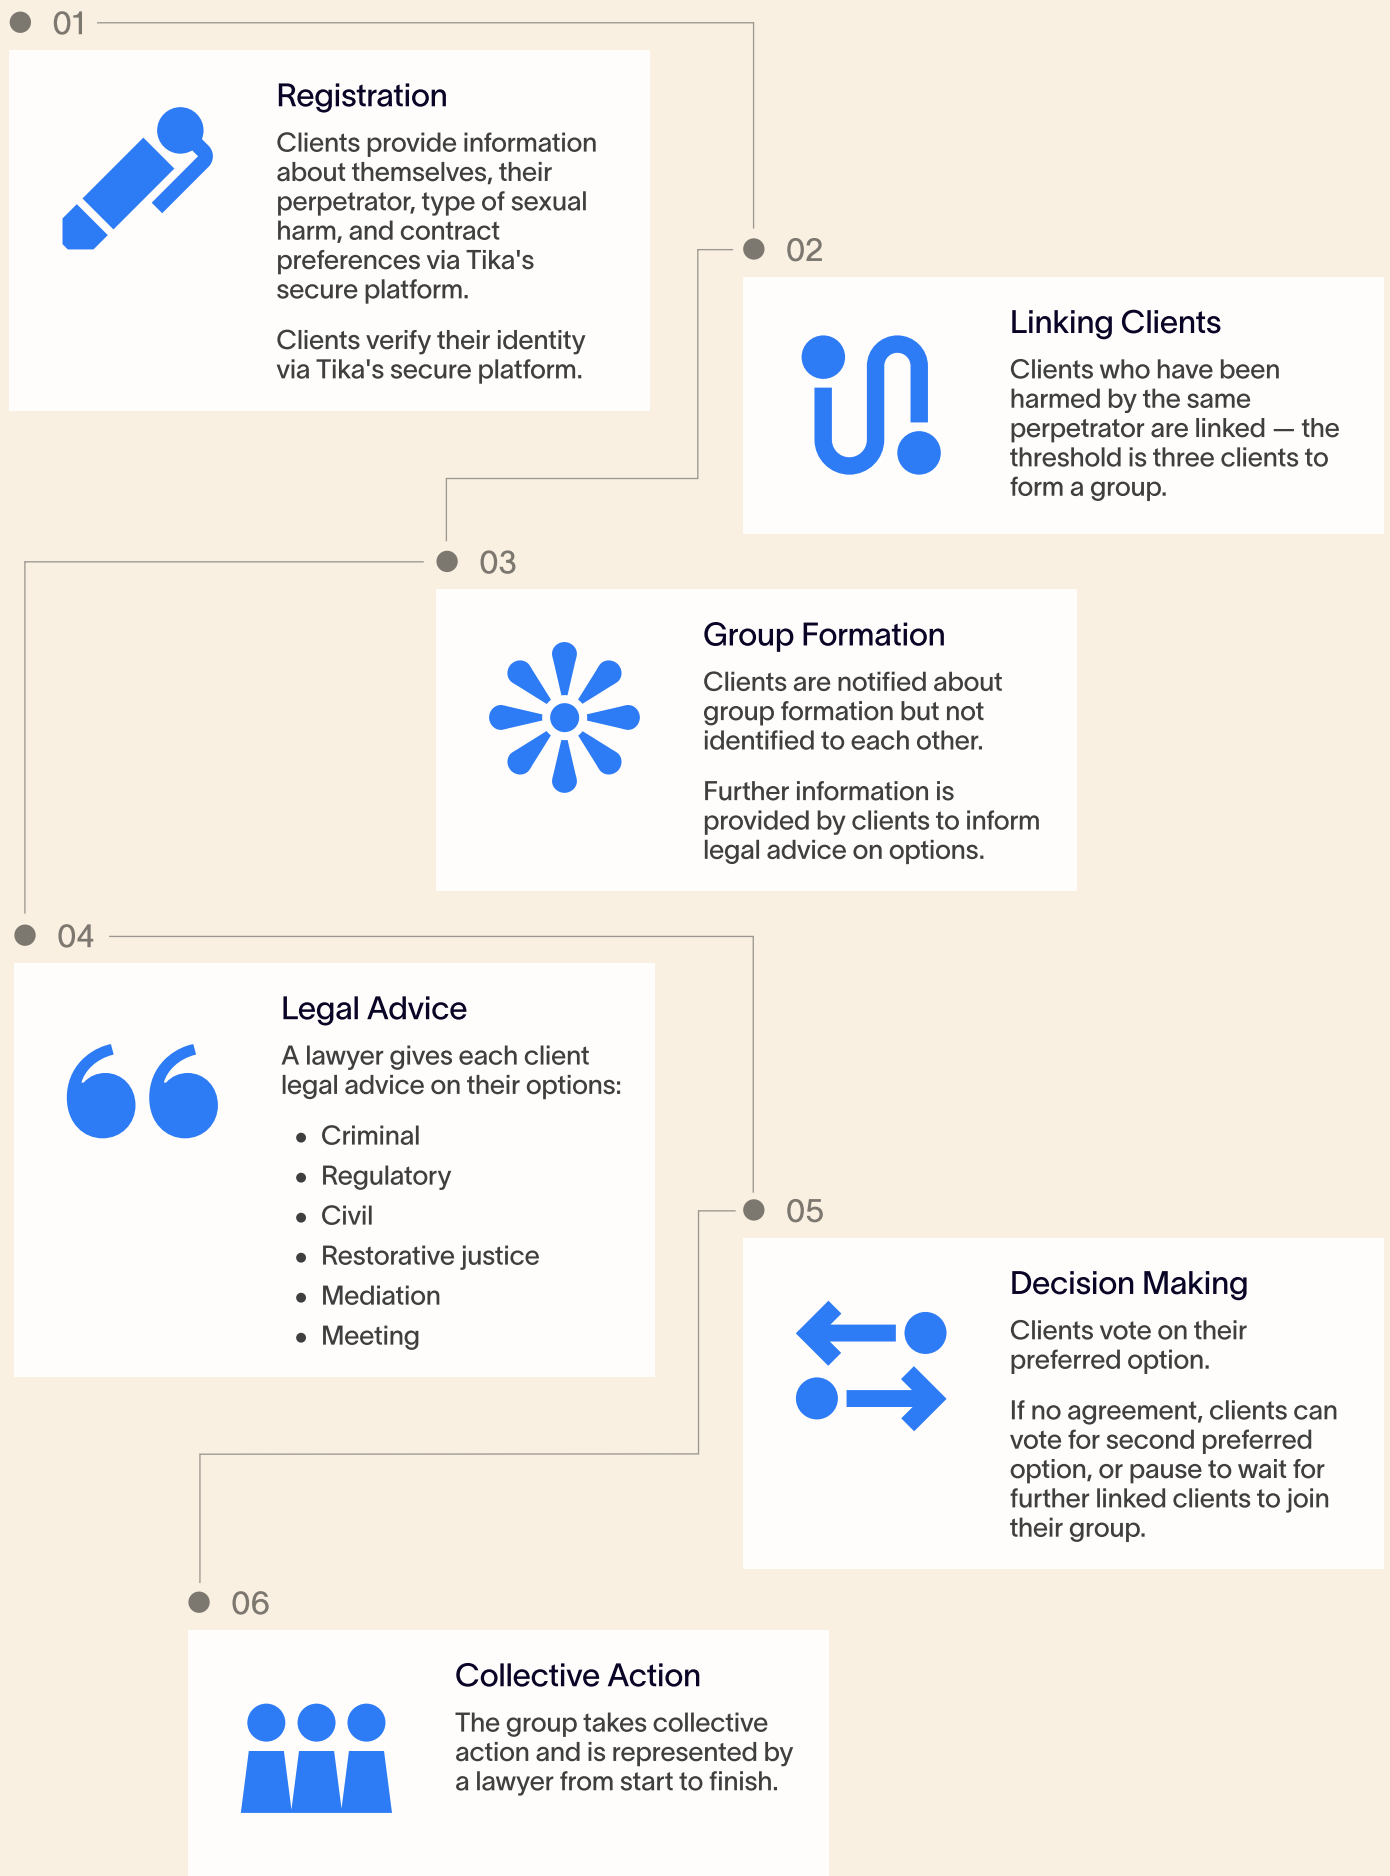 01
Registration
Clients provide information
about themselves, their
perpetrator, type of sexual
harm, and contract
preferences via Tika's
secure platform.
Clients verify their identity
via Tika's secure platform.
02
Linking Clients
Clients who have been
harmed by the same
perpetrator are linked — the
threshold is three clients to
form a group.
03
Group Formation
Clients are notified about
group formation but not
identified to each other.
Further information is
provided by clients to inform
legal advice on options.
04
Legal Advice
A lawyer gives each client
legal advice on their options:
• Criminal
• Regulatory
• Civil
• Restorative justice
• Mediation
• Meeting
05
Decision Making
Clients vote on their
preferred option.
If no agreement, clients can
vote for second preferred
option, or pause to wait for
further linked clients to join
their group.
06
Collective Action
The group takes collective
action and is represented by
a lawyer from start to finish.